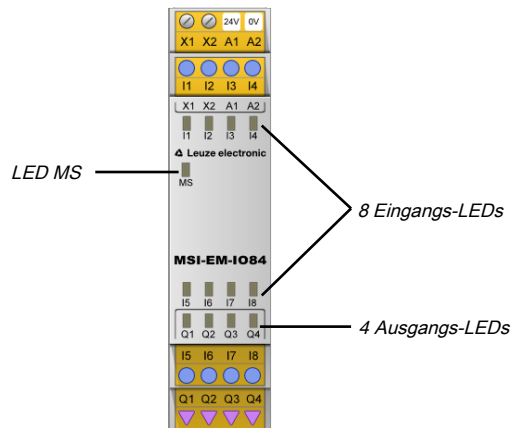 24V 0V
X1 X2 A1 A2
I1 I2 I3 I4
X1 X2 A1 A2
I1 I2 I3 I4
Leuze electronic
LED MS
MS
8 Eingangs-LEDs
MSI-EM-IO84
I5 I6 I7 I8
Q1 Q2 Q3 Q4
4 Ausgangs-LEDs
I5 I6 I7 I8
Q1 Q2 Q3 Q4